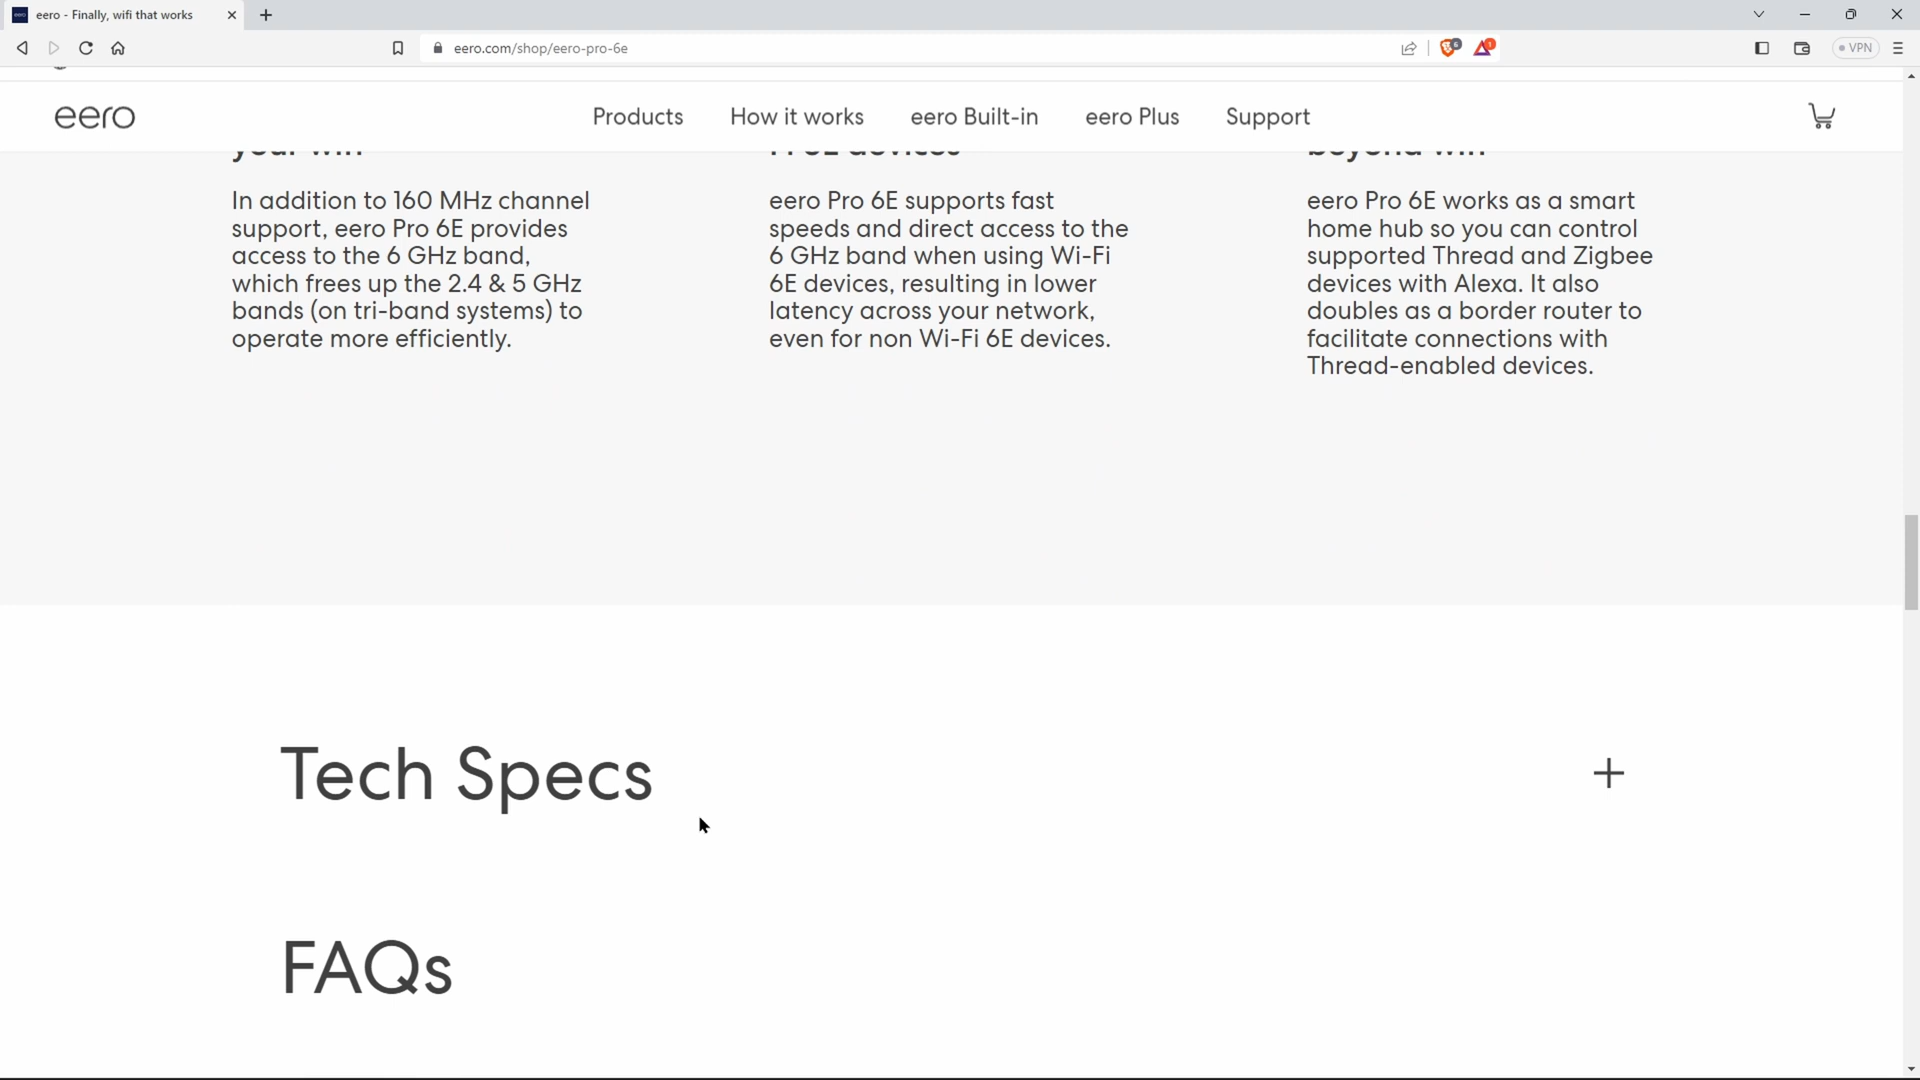 eero - Finally, wifi that works
eero.com/shop/eero-pro-6e
VPN
eero
Products
How it works
eero Built-in
eero Plus
Support
your wifi
beyond wifi
In addition to 160 MHz channel
support, eero Pro 6E provides
access to the 6 GHz band,
which frees up the 2.4 & 5 GHz
bands (on tri-band systems) to
operate more efficiently.
eero Pro 6E supports fast
speeds and direct access to the
6 GHz band when using Wi-Fi
6E devices, resulting in lower
latency across your network,
even for non Wi-Fi 6E devices.
eero Pro 6E works as a smart
home hub so you can control
supported Thread and Zigbee
devices with Alexa. It also
doubles as a border router to
facilitate connections with
Thread-enabled devices.
Tech Specs
FAQs